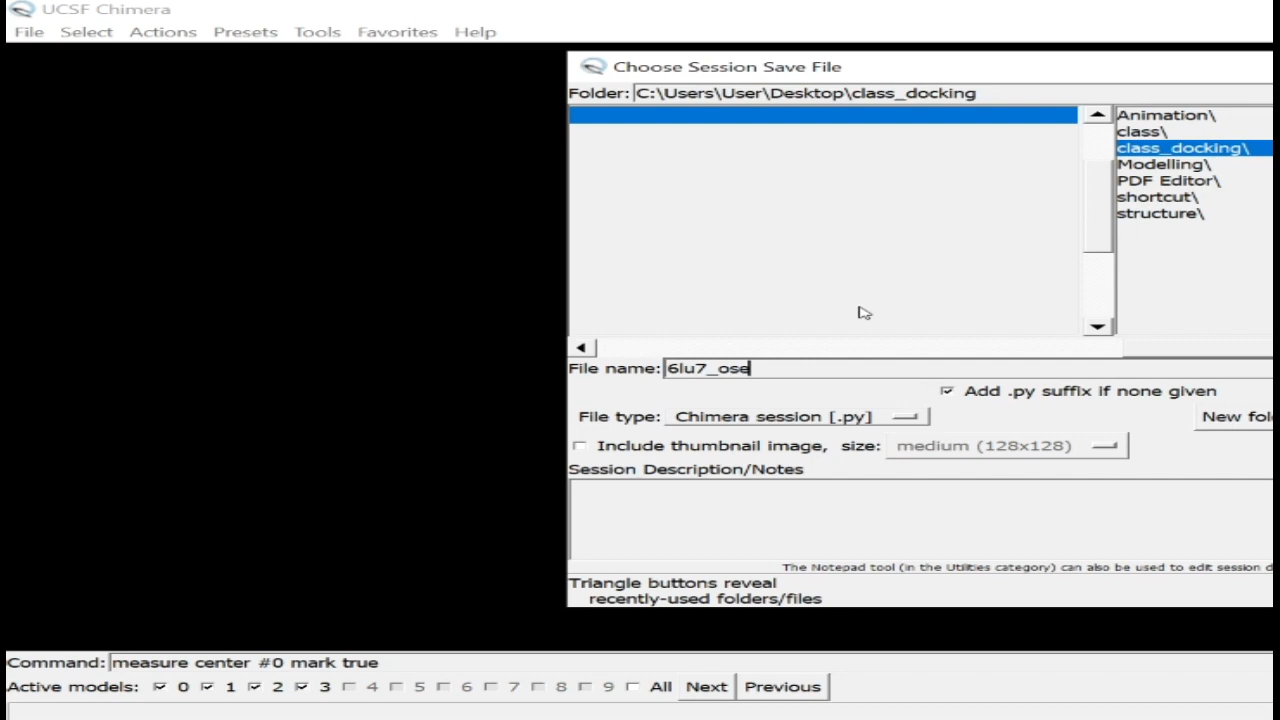 UCSF Chimera
File Select Actions Presets Tools Favorites Help
Choose Session Save File
Folder: C:\Users\User\Desktop\class_docking
Animation\
class\
class_docking\
Modelling\
PDF Editor\
shortcut\
structure\
File name: 6lu7_ose
Add .py suffix if none given
File type: Chimera session [.py]
New fol
Include thumbnail image, size: medium (128x128)
Session Description/Notes
The Notepad tool (in the Utilities category) can also be used to edit session d
Triangle buttons reveal
recently-used folders/files
Command: measure center #0 mark true
Active models: 0 1 2 3 4 5 6 7 8 9 All Next Previous